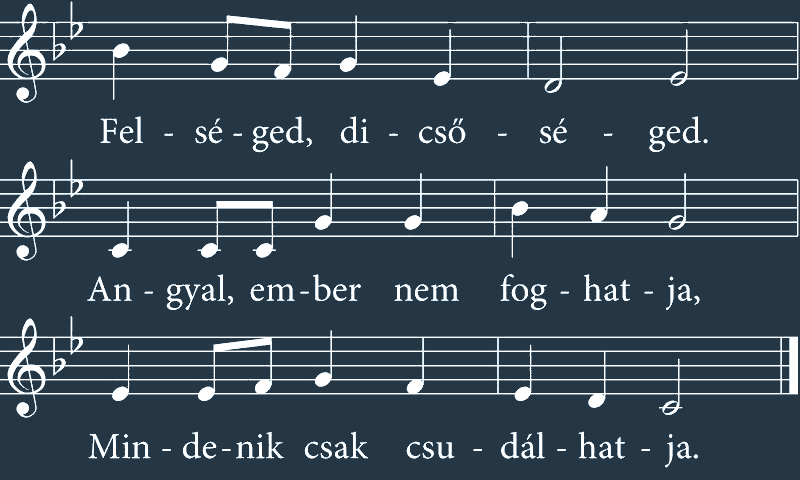 Fel - sé - ged, di - cső - sé - ged.
An - gyal, em - ber nem fog - hat - ja,
Min - de - nik csak csu - dál - hat - ja.